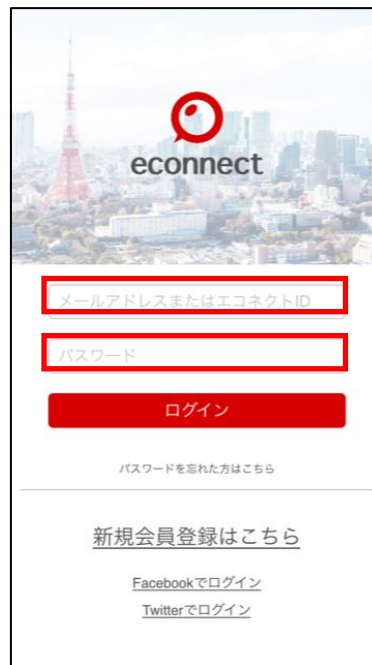 econnect
メールアドレスまたはエコネクトID
パスワード
ログイン
パスワードを忘れた方はこちら
新規会員登録はこちら
Facebookでログイン
Twitterでログイン